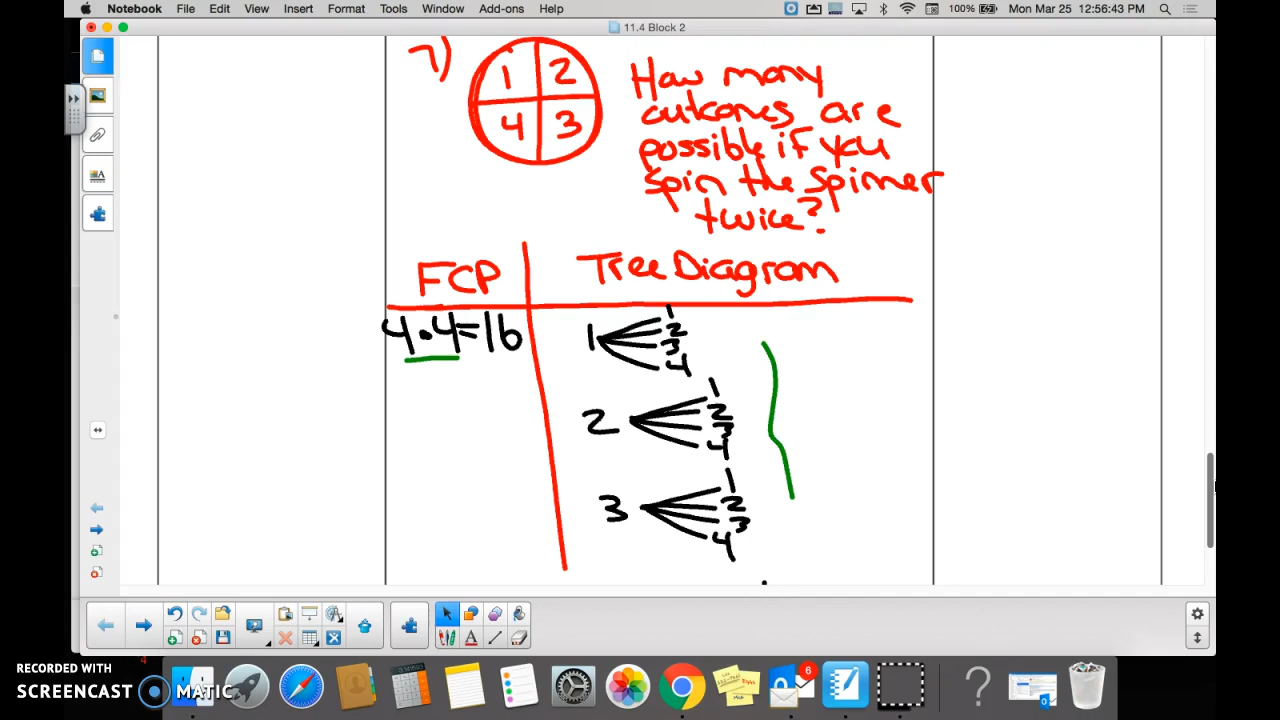 Notebook File Edit View Insert Format Tools Window Add-ons Help 100% Mon Mar 25 12:56:43 PM
11.4 Block 2
7)
1 2
4 3
How many
outcomes are
possible if you
spin the spinner
twice?
FCP Tree Diagram
4•4=16
1
1
2
3
4
2
1
2
3
4
3
1
2
3
4
RECORDED WITH
SCREENCAST MATIC
4
6